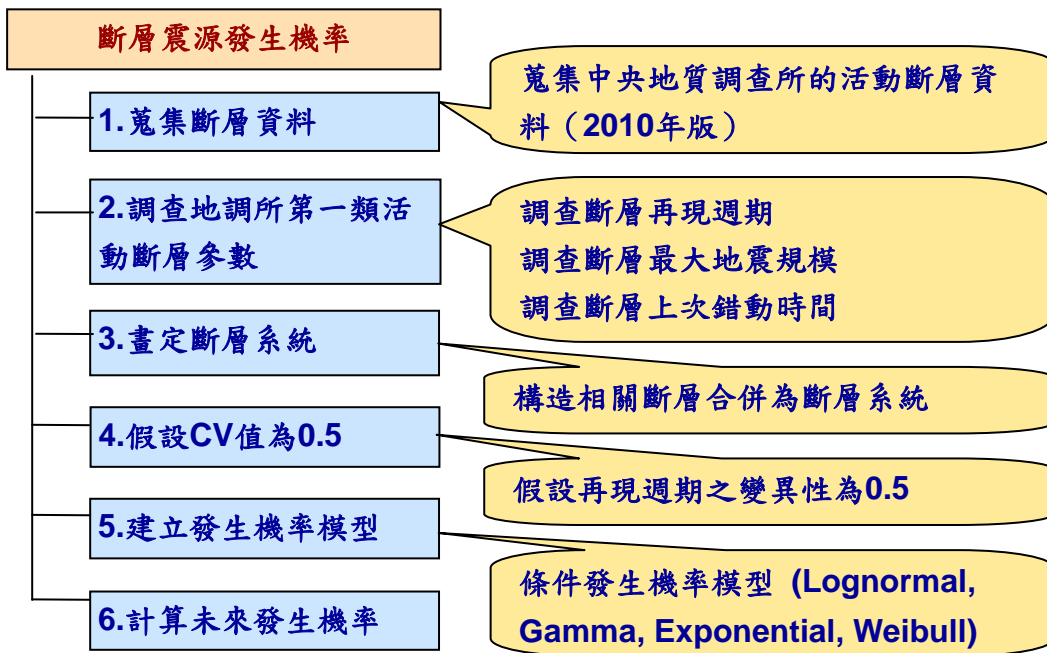 斷層震源發生機率
1.蒐集斷層資料
蒐集中央地質調查所的活動斷層資
料（2010年版）
2.調查地調所第一類活
動斷層參數
調查斷層再現週期
調查斷層最大地震規模
調查斷層上次錯動時間
3.畫定斷層系統
構造相關斷層合併為斷層系統
4.假設CV值為0.5
假設再現週期之變異性為0.5
5.建立發生機率模型
條件發生機率模型 (Lognormal,
Gamma, Exponential, Weibull)
6.計算未來發生機率